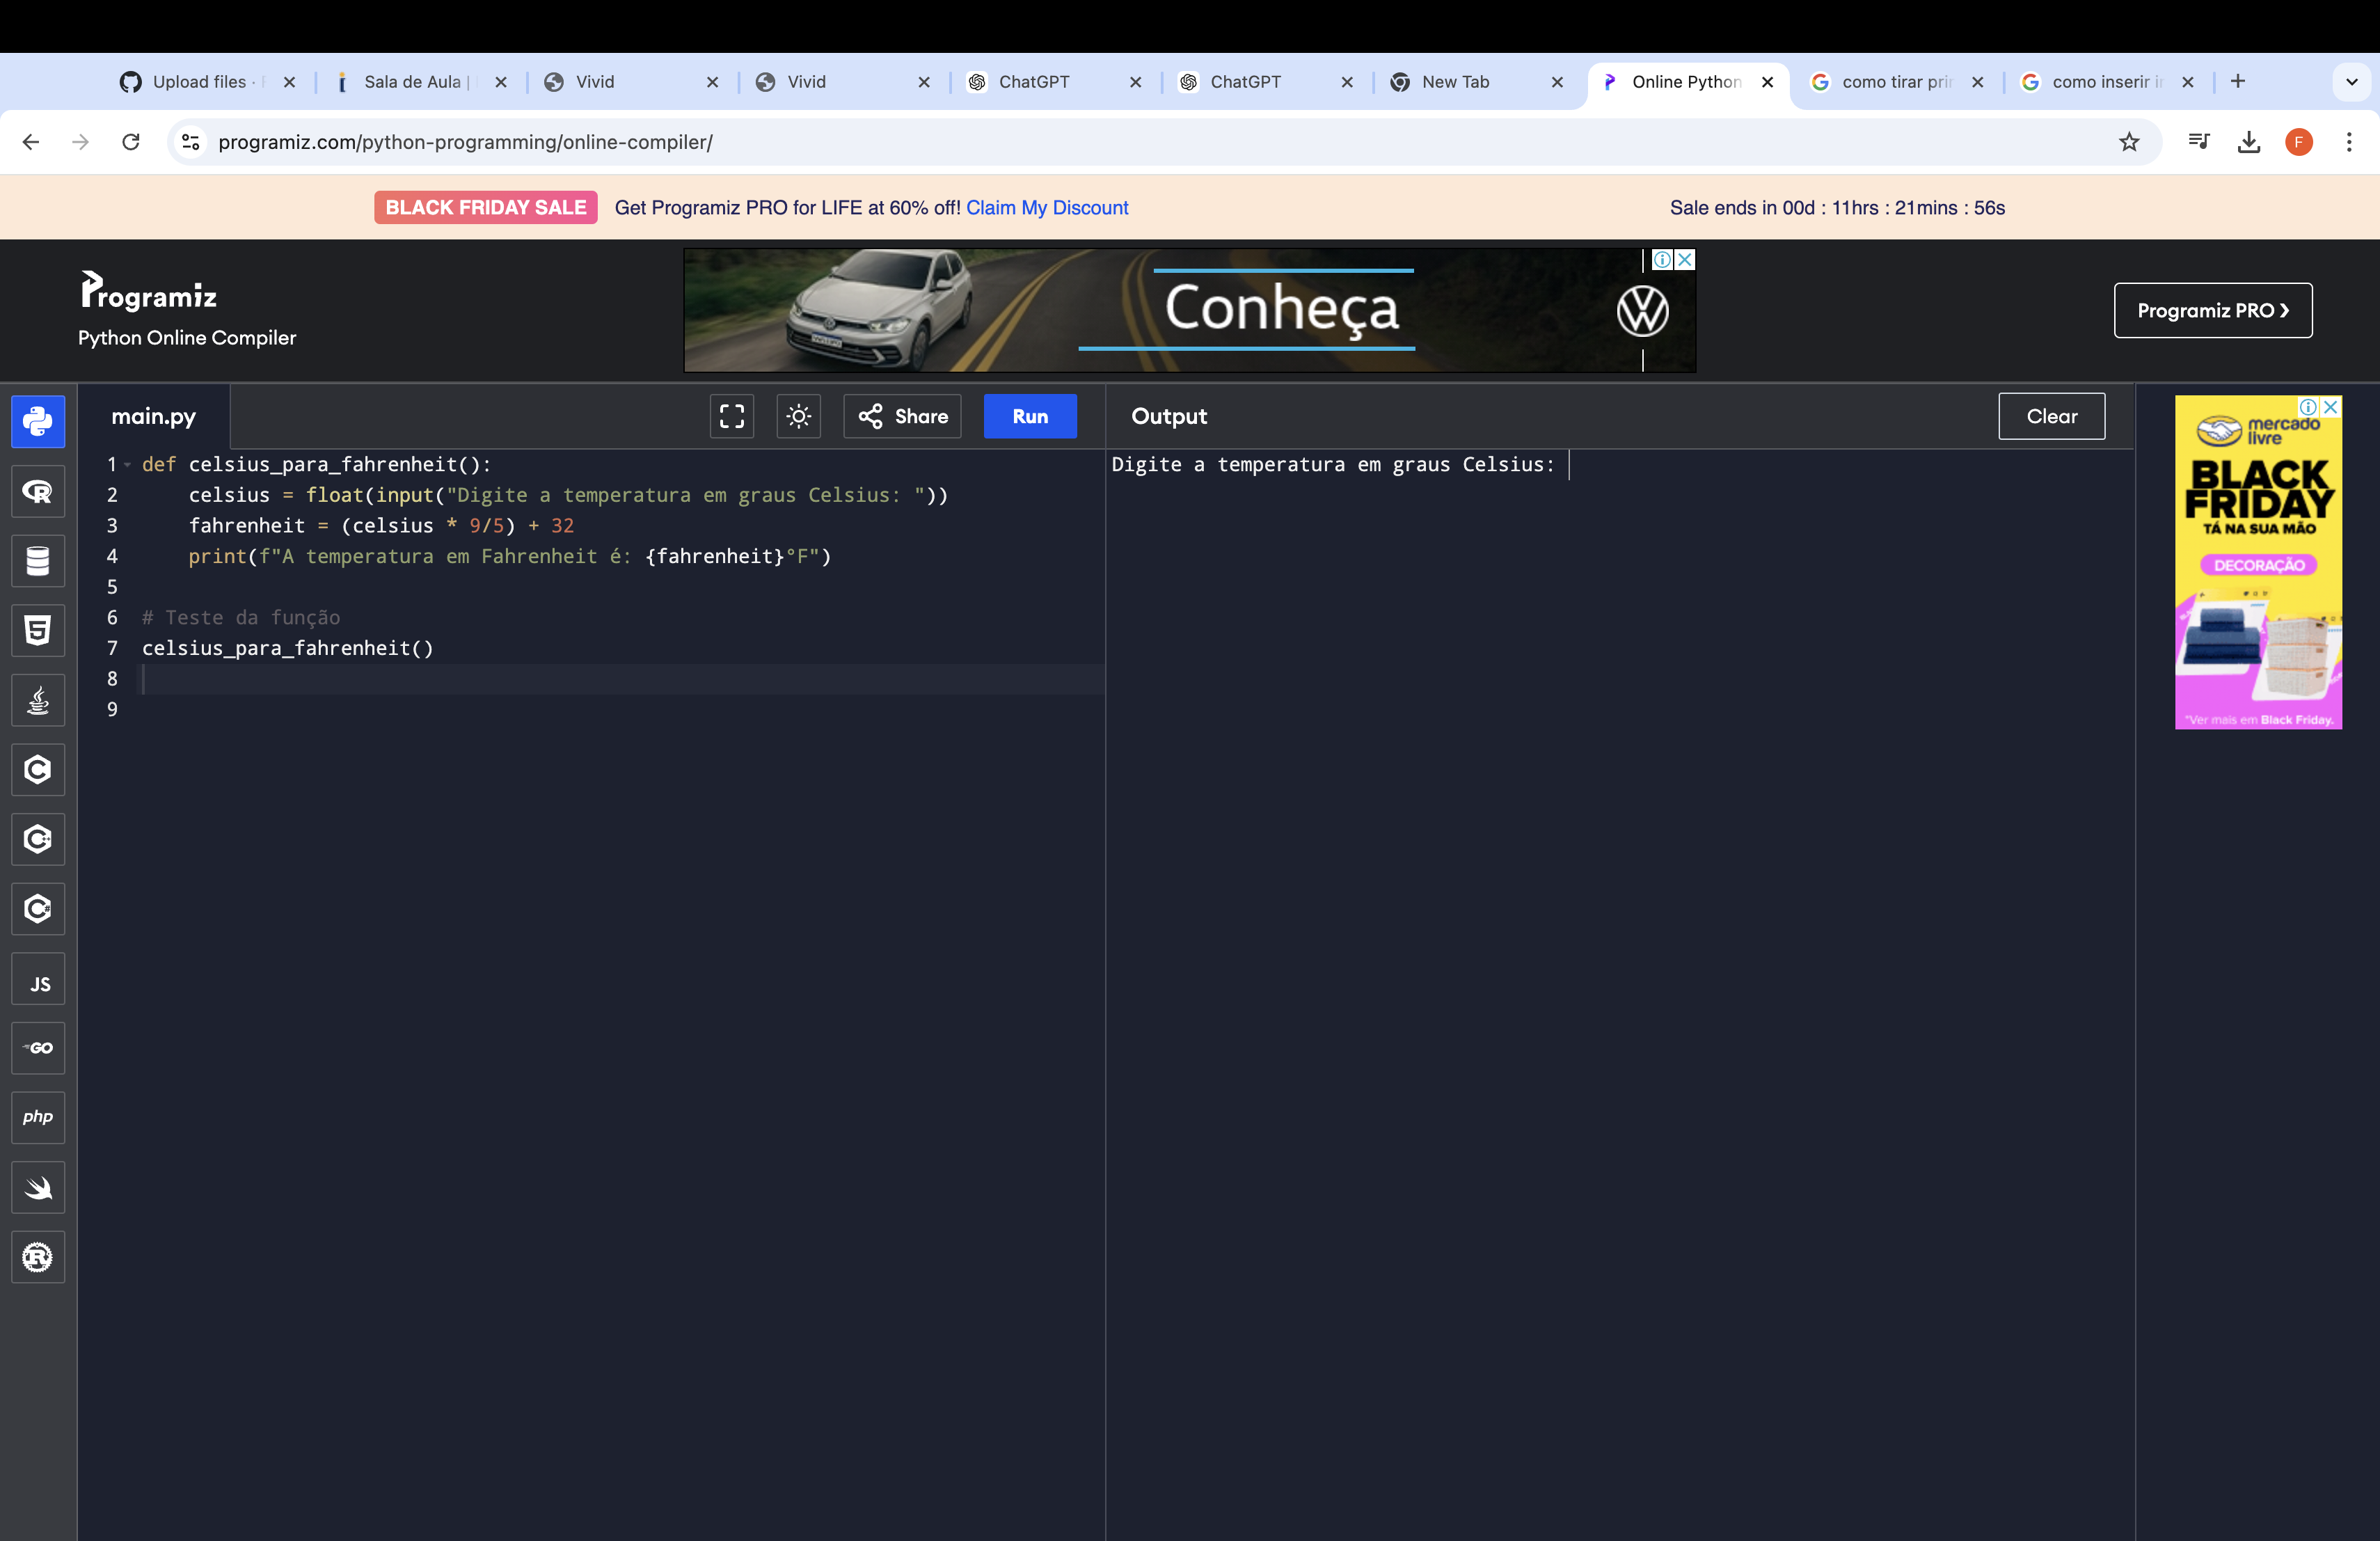 Upload files ·
Sala de Aula |
Vivid
Vivid
ChatGPT
ChatGPT
New Tab
Online Python
como tirar prin
como inserir i
programiz.com/python-programming/online-compiler/
F
BLACK FRIDAY SALE
Get Programiz PRO for LIFE at 60% off! Claim My Discount
Sale ends in 00d : 11hrs : 21mins : 56s
Programiz
Python Online Compiler
Conheça
Programiz PRO ❯
main.py
Share
Run
Output
Clear
1 def celsius_para_fahrenheit():
2     celsius = float(input("Digite a temperatura em graus Celsius: "))
3     fahrenheit = (celsius * 9/5) + 32
4     print(f"A temperatura em Fahrenheit é: {fahrenheit}°F")
5
6 # Teste da função
7 celsius_para_fahrenheit()
8
9
Digite a temperatura em graus Celsius:
mercado
livre
BLACK
FRIDAY
TÁ NA SUA MÃO
DECORAÇÃO
*Ver mais em Black Friday.
R
5
C
C++
C#
JS
GO
php
R